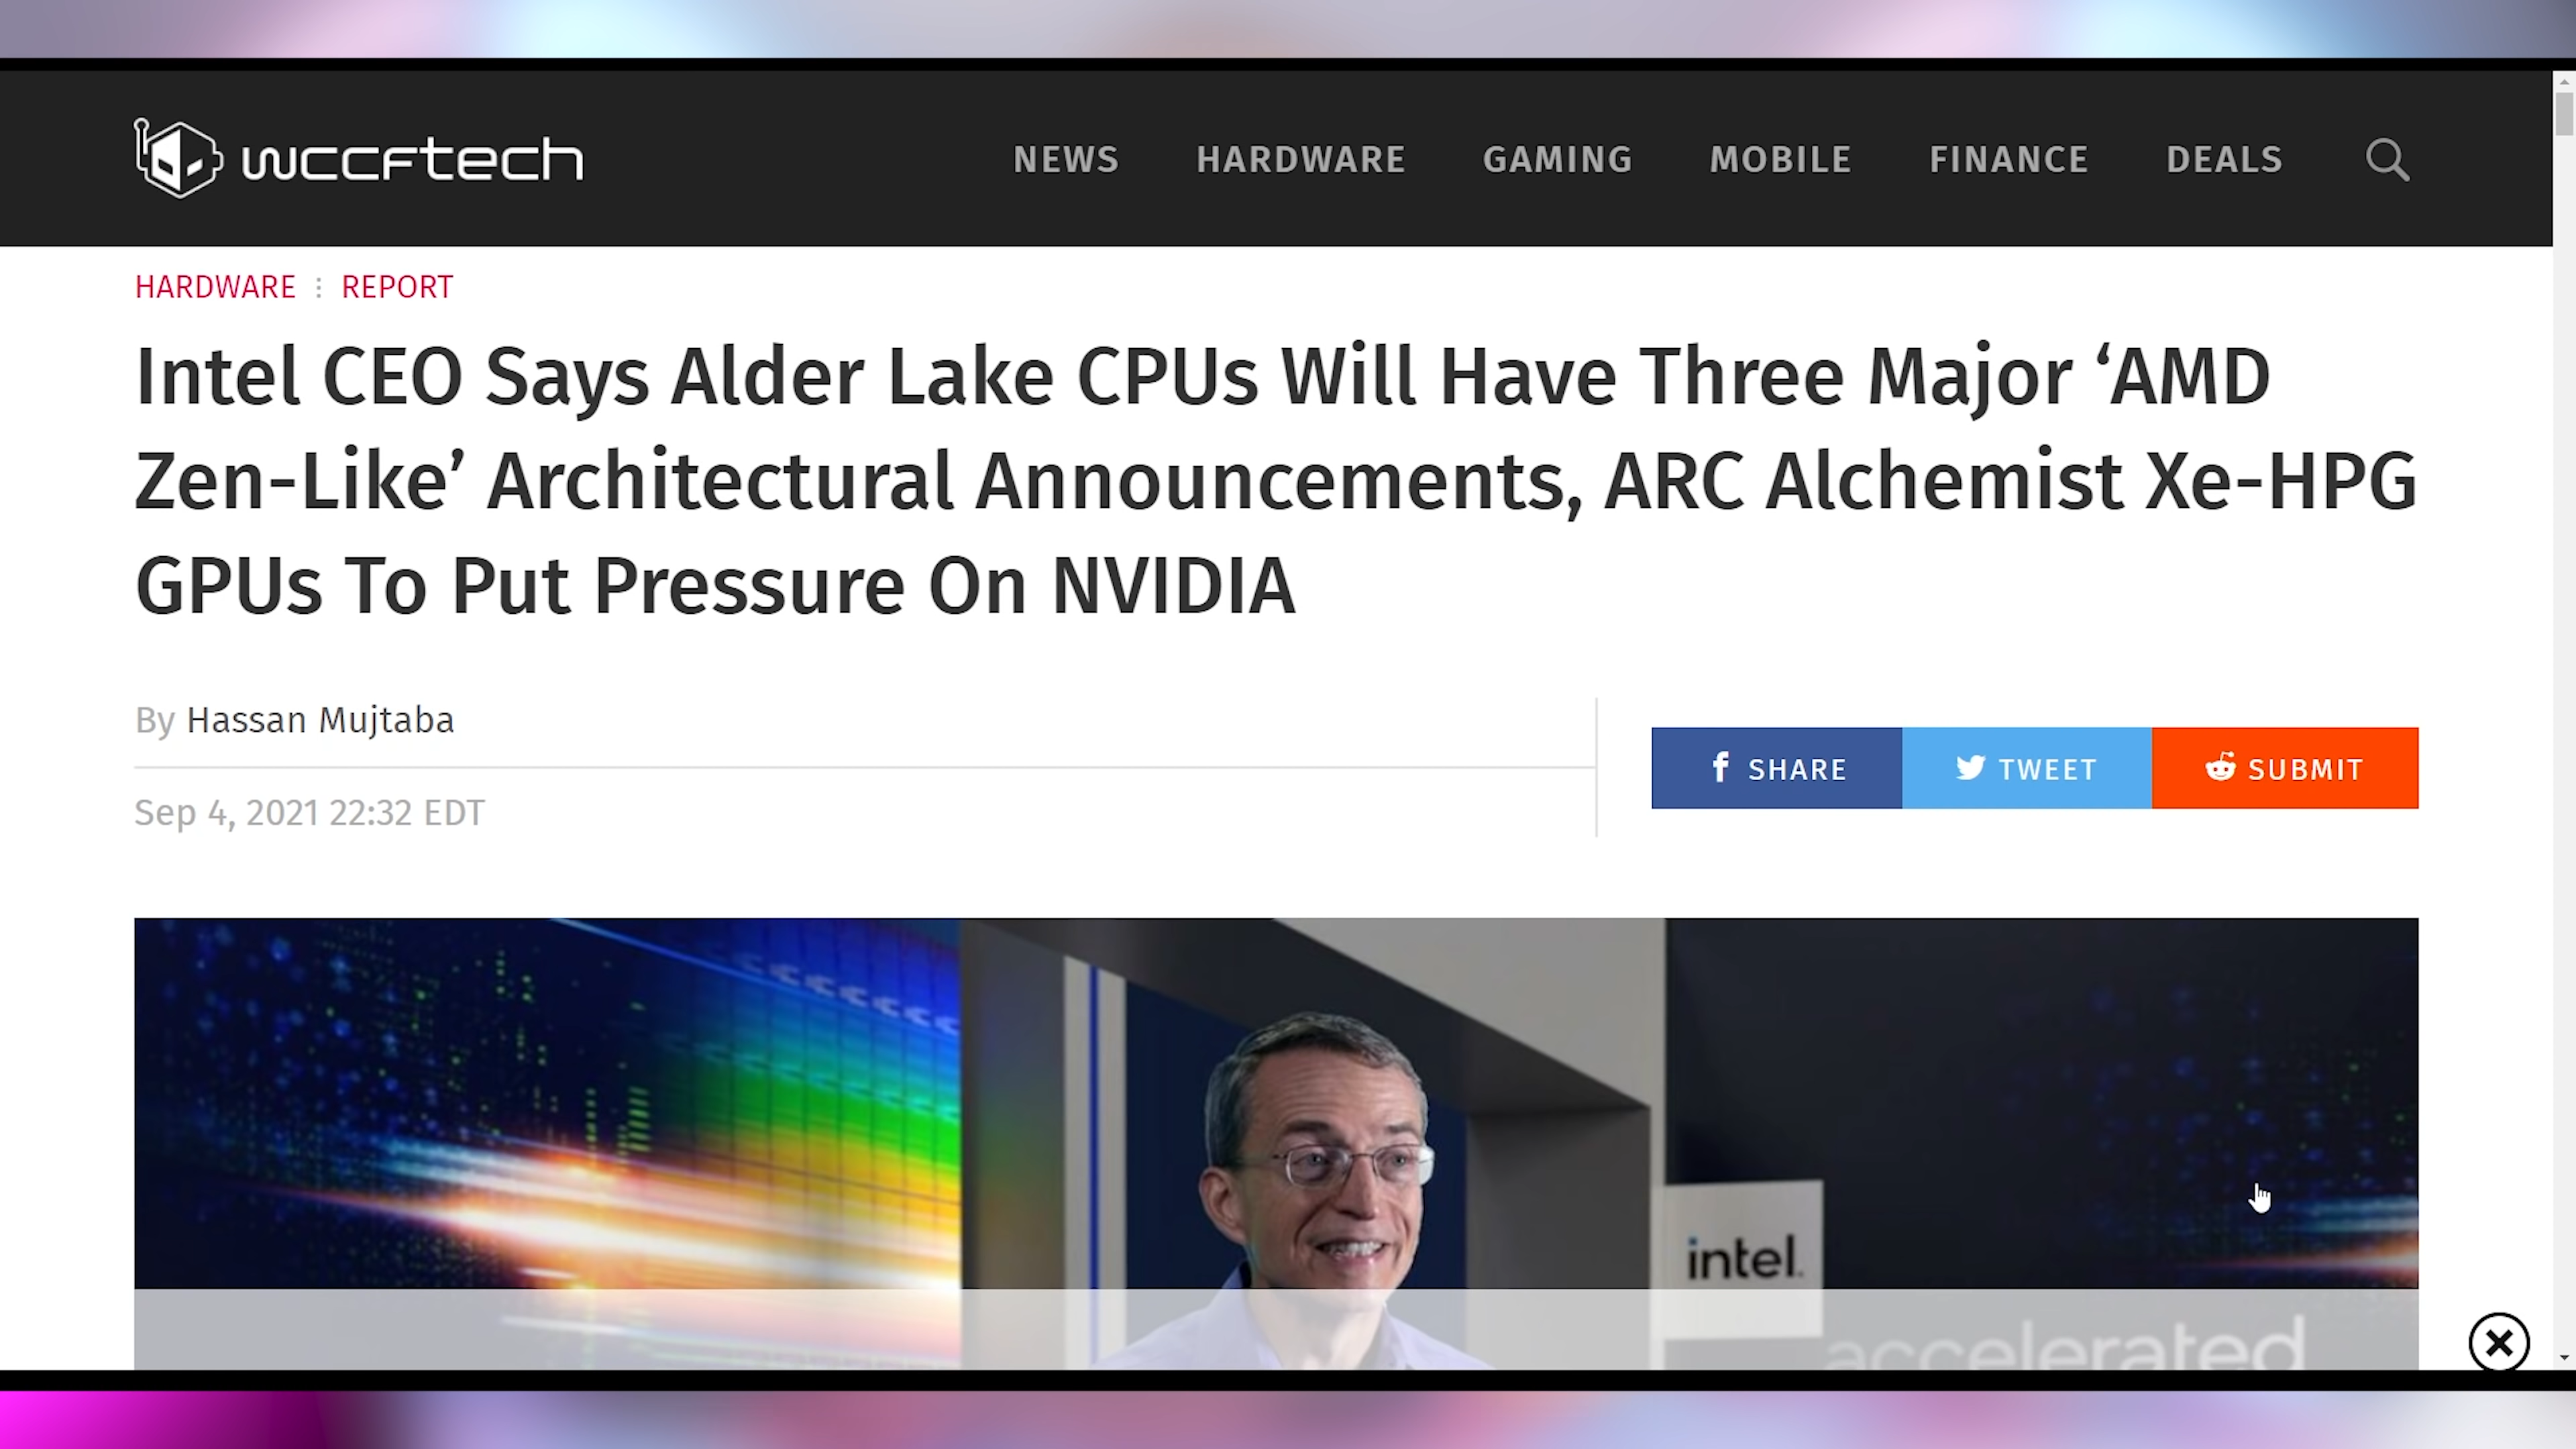 wccftech
NEWS HARDWARE GAMING MOBILE FINANCE DEALS
HARDWARE ⋮ REPORT
Intel CEO Says Alder Lake CPUs Will Have Three Major ‘AMD
Zen-Like’ Architectural Announcements, ARC Alchemist Xe-HPG
GPUs To Put Pressure On NVIDIA
By Hassan Mujtaba
SHARE TWEET SUBMIT
Sep 4, 2021 22:32 EDT
intel.
accelerated